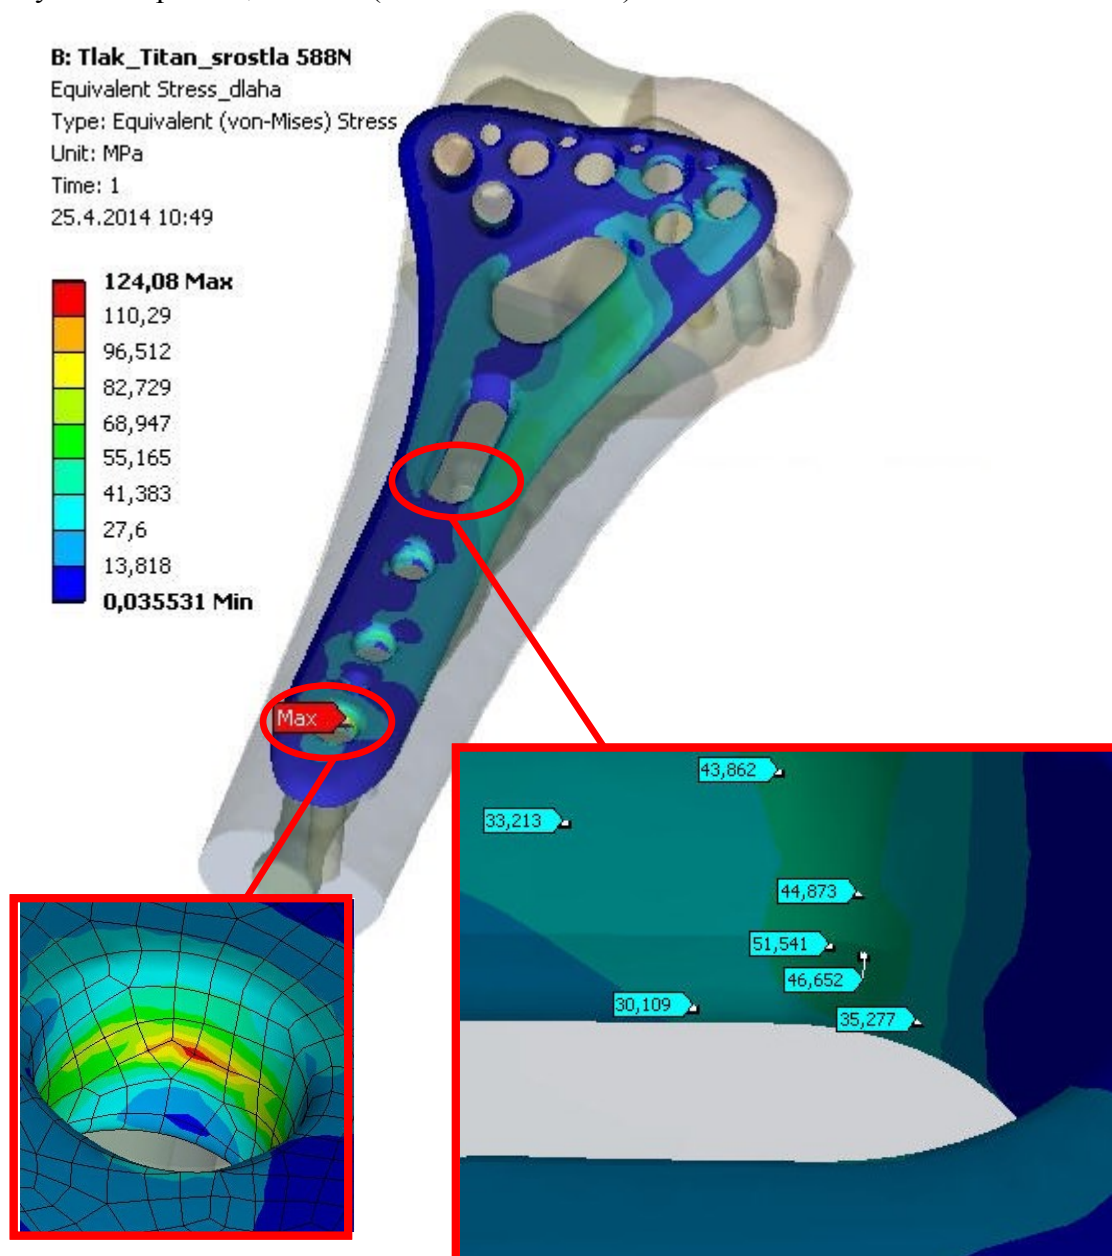 B: Tlak_Titan_srostla 588N
Equivalent Stress_dlaha
Type: Equivalent (von-Mises) Stress
Unit: MPa
Time: 1
25.4.2014 10:49
124,08 Max
110,29
96,512
82,729
68,947
55,165
41,383
27,6
13,818
0,035531 Min
Max
43,862
33,213
44,873
51,541
46,652
30,109
35,277